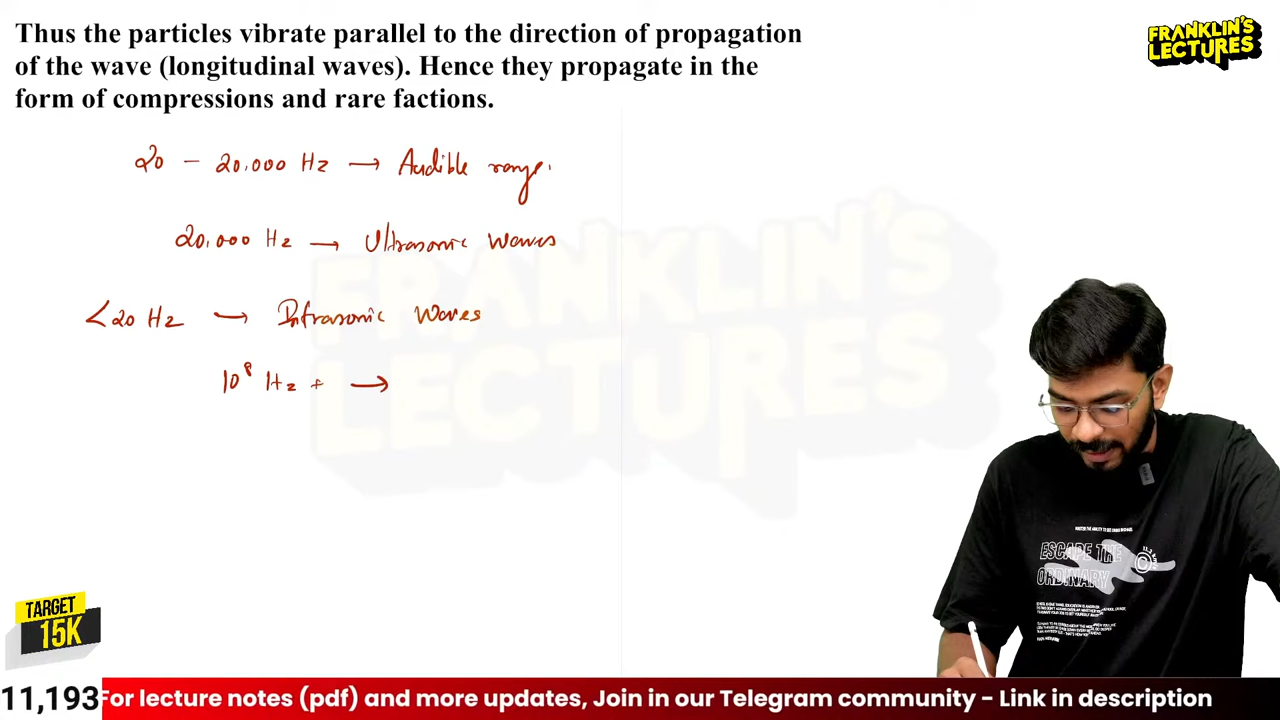 Thus the particles vibrate parallel to the direction of propagation
of the wave (longitudinal waves). Hence they propagate in the
form of compressions and rare factions.
FRANKLIN'S
LECTURES
20 – 20,000 Hz → Audible range.
20,000 Hz → Ultrasonic Waves
<20 Hz → Infrasonic Waves
10⁸ Hz + →
FRANKLIN'S
LECTURES
ESCAPE THE
ORDINARY
TARGET
15K
11,193
For lecture notes (pdf) and more updates, Join in our Telegram community - Link in description